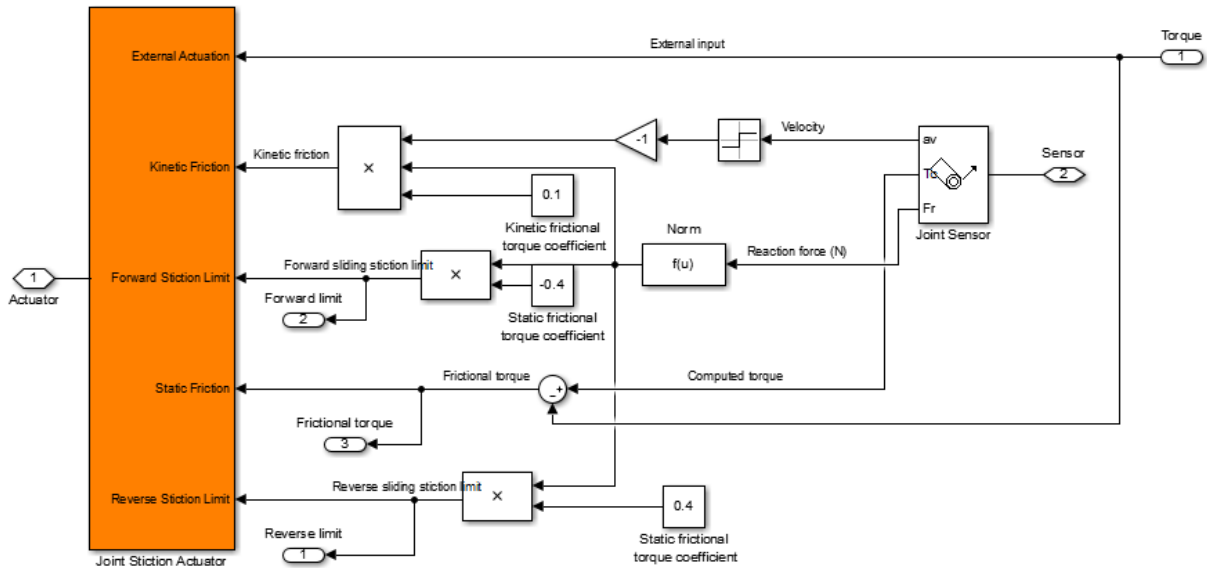 Torque
1
External Actuation
External input
Velocity
-1
av
Sensor
2
Kinetic Friction
Kinetic friction
×
Tc
0.1
Fr
Joint Sensor
Kinetic frictional
torque coefficient
Norm
f(u)
Reaction force (N)
1
Actuator
Forward Stiction Limit
Forward sliding stiction limit
×
-0.4
Forward limit
2
Static frictional
torque coefficient
Static Friction
Frictional torque
+
-
Computed torque
Frictional torque
3
Reverse Stiction Limit
Reverse sliding stiction limit
×
0.4
Reverse limit
1
Static frictional
torque coefficient
Joint Stiction Actuator